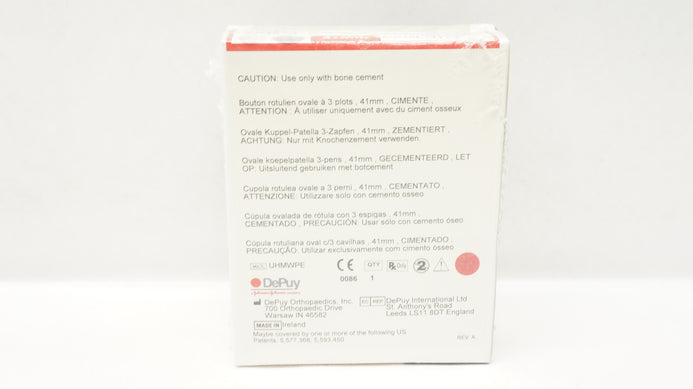 CAUTION: Use only with bone cement
Bouton rotulien ovale à 3 plots , 41mm , CIMENTE ,
ATTENTION : À utiliser uniquement avec du ciment osseux
Ovale Kuppel-Patella 3-Zapfen , 41mm , ZEMENTIERT ,
ACHTUNG: Nur mit Knochenzement verwenden.
Ovale koepelpatella 3-pens , 41mm , GECEMENTEERD , LET
OP: Uitsluitend gebruiken met botcement
Cupola rotulea ovale a 3 perni , 41mm , CEMENTATO ,
ATTENZIONE: Utilizzare solo con cemento osseo
Cúpula ovalada de rótula con 3 espigas , 41mm ,
CEMENTADO , PRECAUCIÓN: Usar sólo con cemento óseo
Cúpula rotuliana oval c/3 cavilhas , 41mm , CIMENTADO ,
PRECAUÇÃO: Utilizar exclusivamente com cimento ósseo
UHMWPE CE 0086 QTY 1 Rx Only 2
DePuy
DePuy Orthopaedics, Inc.
700 Orthopaedic Drive
Warsaw IN 46582
EC REP DePuy International Ltd
St. Anthony's Road
Leeds LS11 8DT England
MADE IN Ireland
Maybe covered by one or more of the following US
Patents. 5,577,368, 5,593,450
REV A